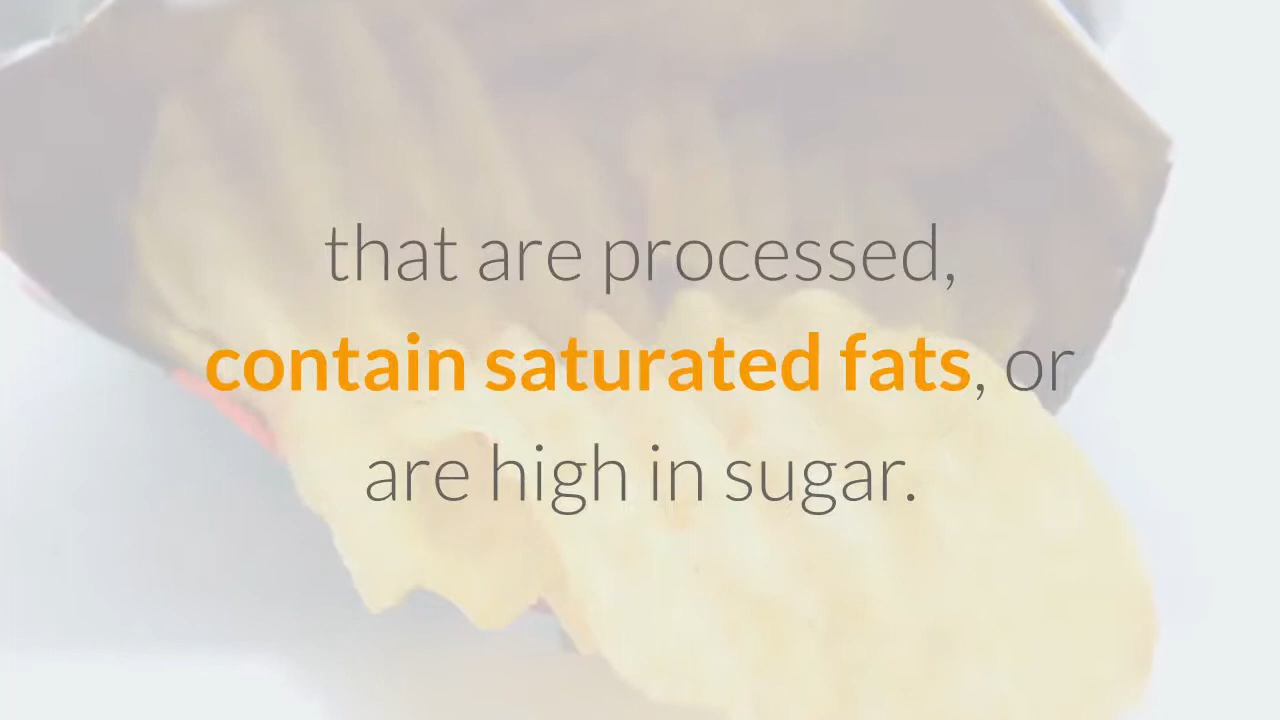 that are processed,
contain saturated fats, or
are high in sugar.